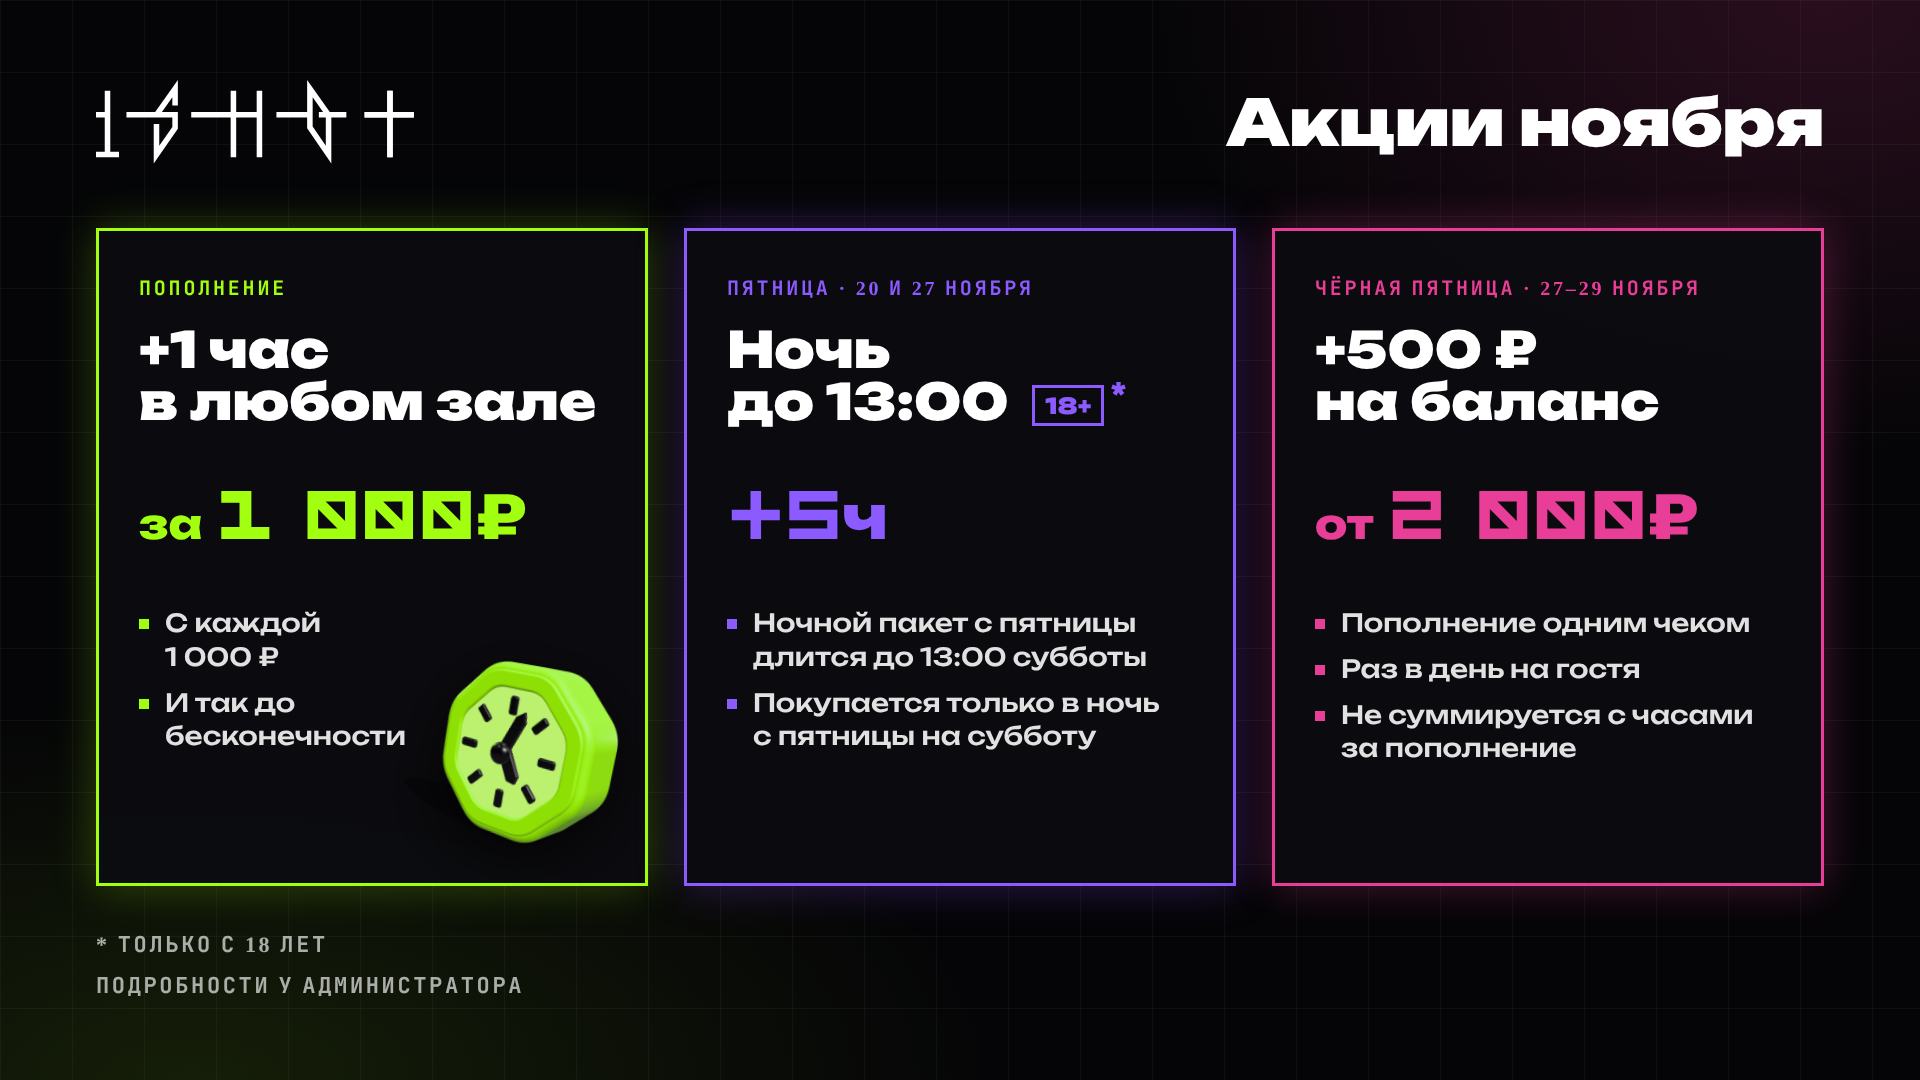 Акции ноября
ПОПОЛНЕНИЕ
+1 час
в любом зале
за 1 000₽
С каждой
1 000 ₽
И так до
бесконечности
ПЯТНИЦА · 20 И 27 НОЯБРЯ
Ночь
до 13:00 18+ *
+5ч
Ночной пакет с пятницы
длится до 13:00 субботы
Покупается только в ночь
с пятницы на субботу
ЧЁРНАЯ ПЯТНИЦА · 27–29 НОЯБРЯ
+500 ₽
на баланс
от 2 000₽
Пополнение одним чеком
Раз в день на гостя
Не суммируется с часами
за пополнение
* ТОЛЬКО С 18 ЛЕТ
ПОДРОБНОСТИ У АДМИНИСТРАТОРА